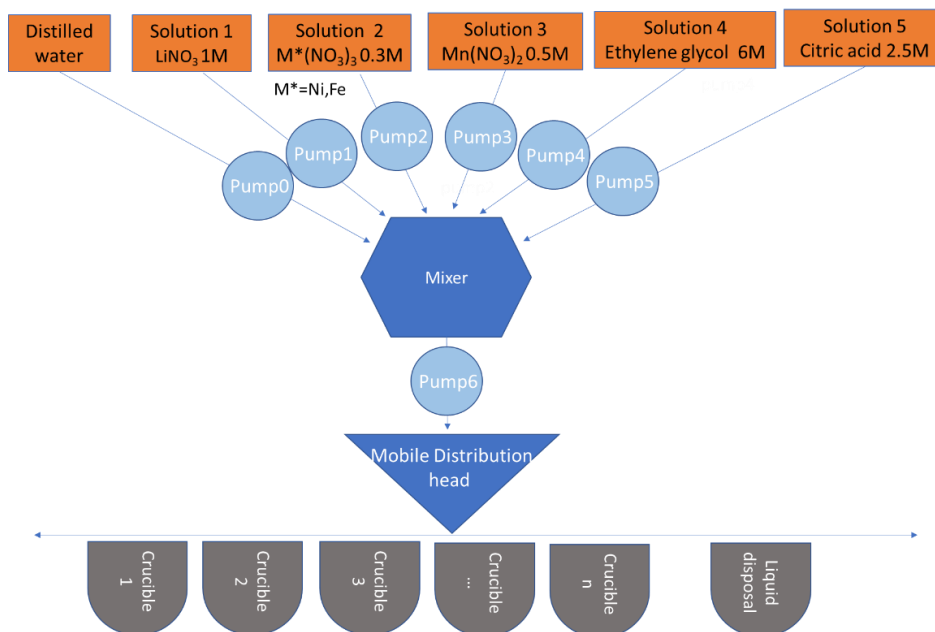 Distilled
water
Solution 1
LiNO₃ 1M
Solution 2
M*(NO₃)₃ 0.3M
M*=Ni,Fe
Solution 3
Mn(NO₃)₂ 0.5M
Solution 4
Ethylene glycol 6M
Solution 5
Citric acid 2.5M
Pump0
Pump1
Pump2
Pump3
Pump4
Pump5
Mixer
Pump6
Mobile Distribution
head
Crucible
1
Crucible
2
Crucible
3
Crucible
...
Crucible
n
Liquid
disposal